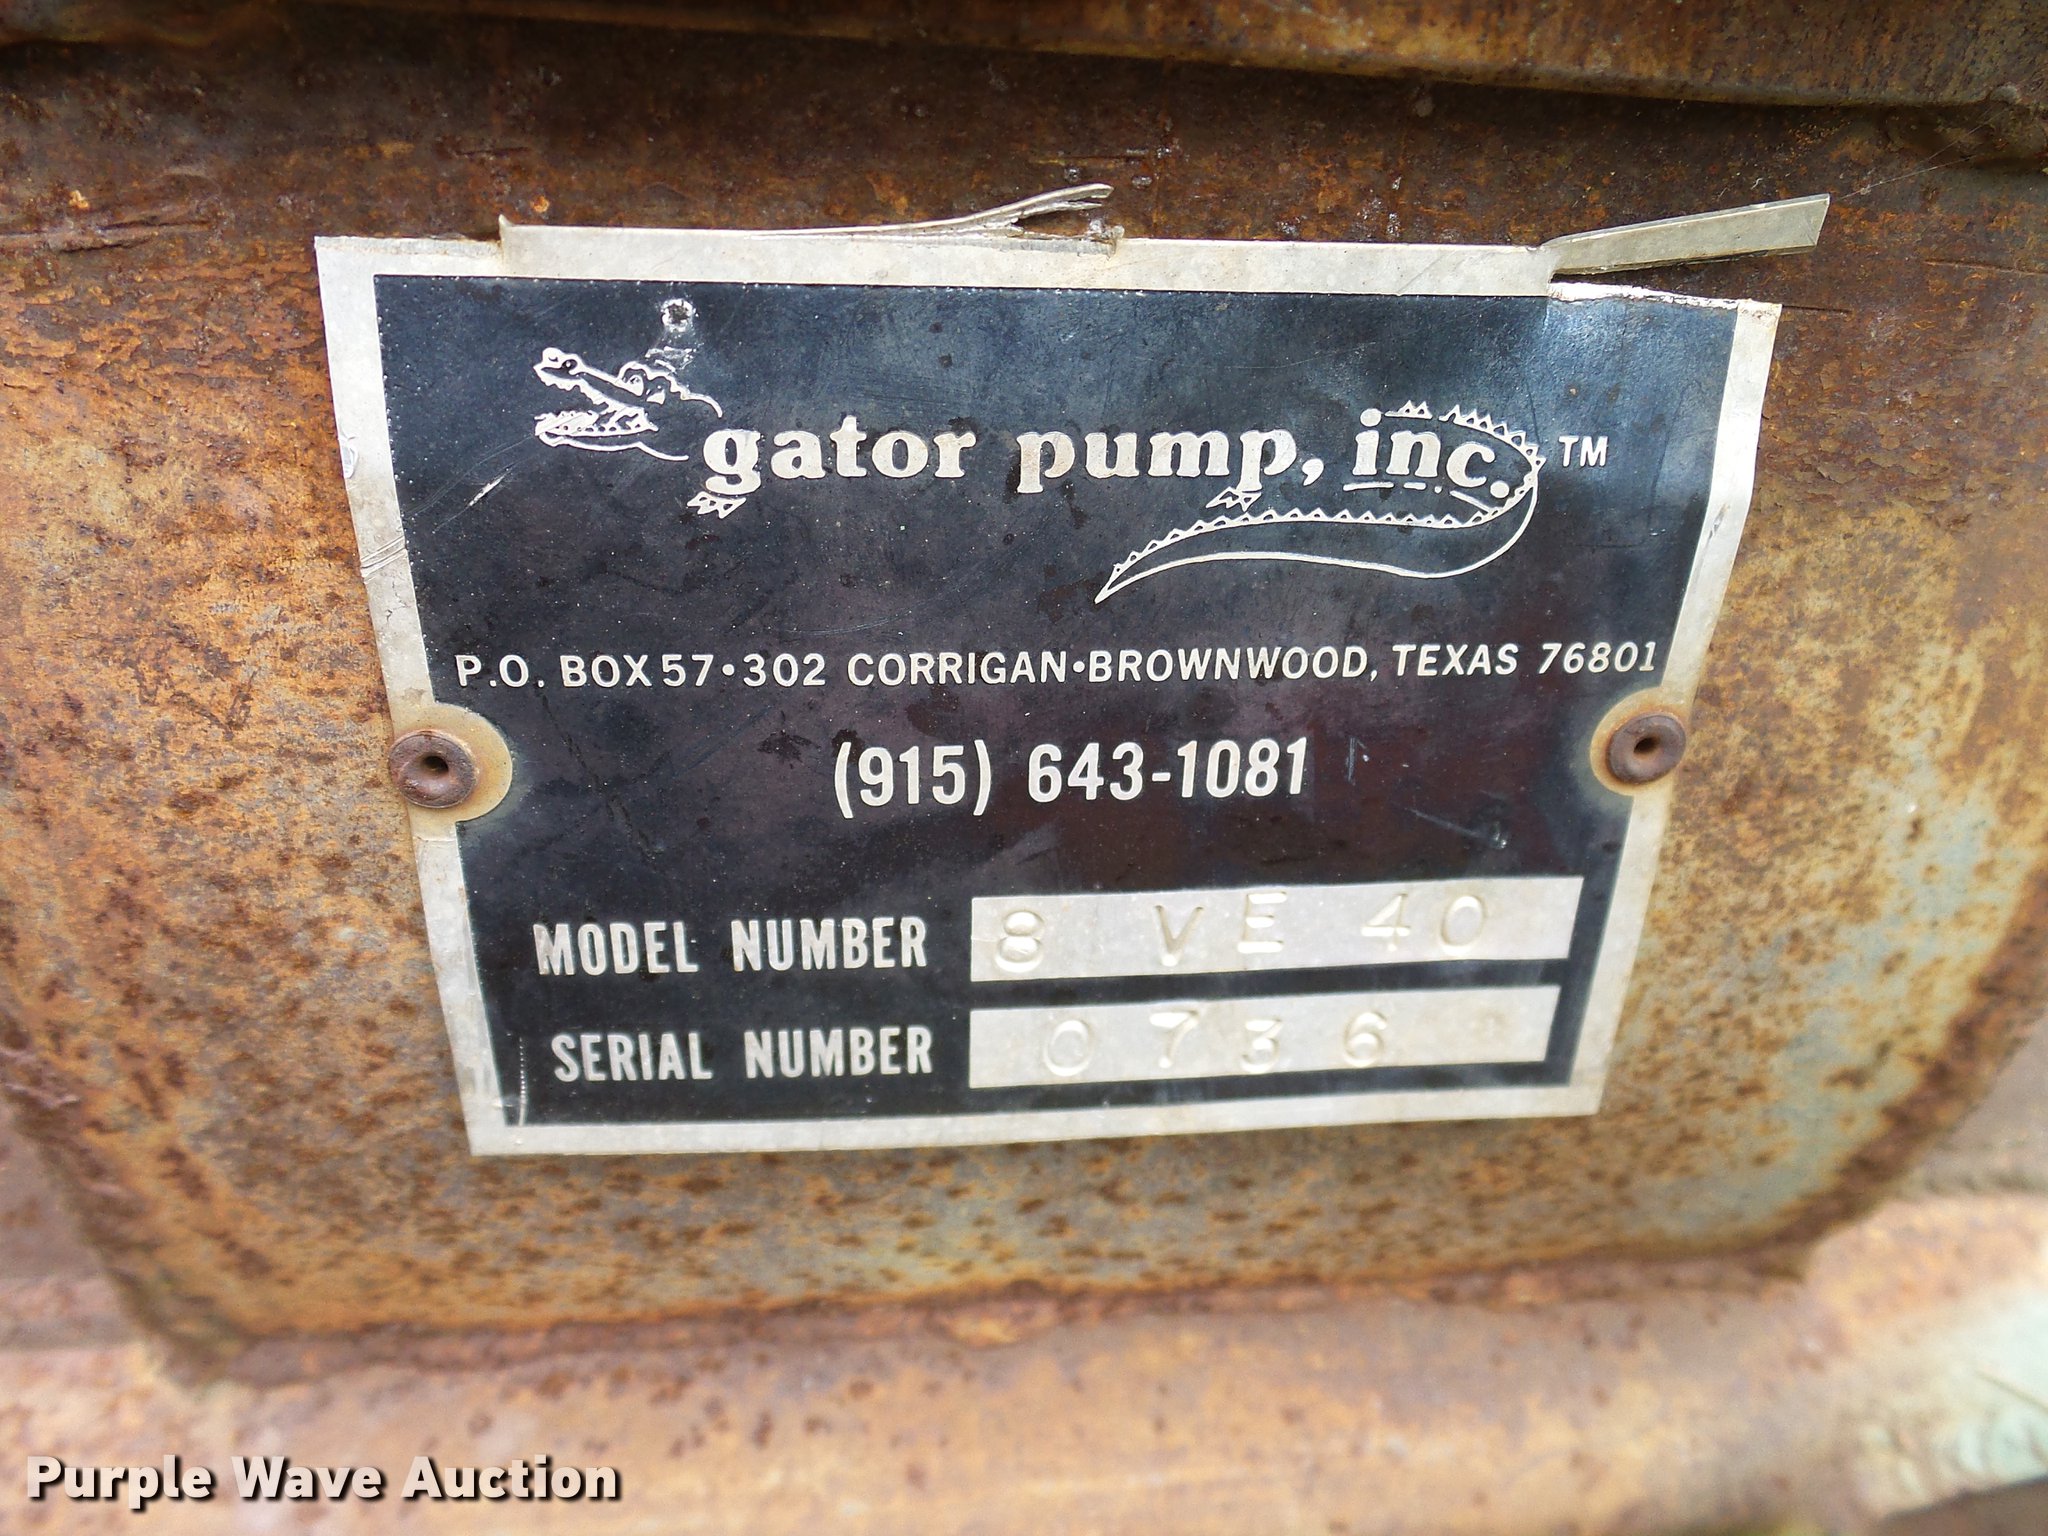 gator pump, inc. TM
P.O. BOX 57•302 CORRIGAN•BROWNWOOD, TEXAS 76801
(915) 643-1081
MODEL NUMBER 8 VE 40
SERIAL NUMBER 0736
Purple Wave Auction